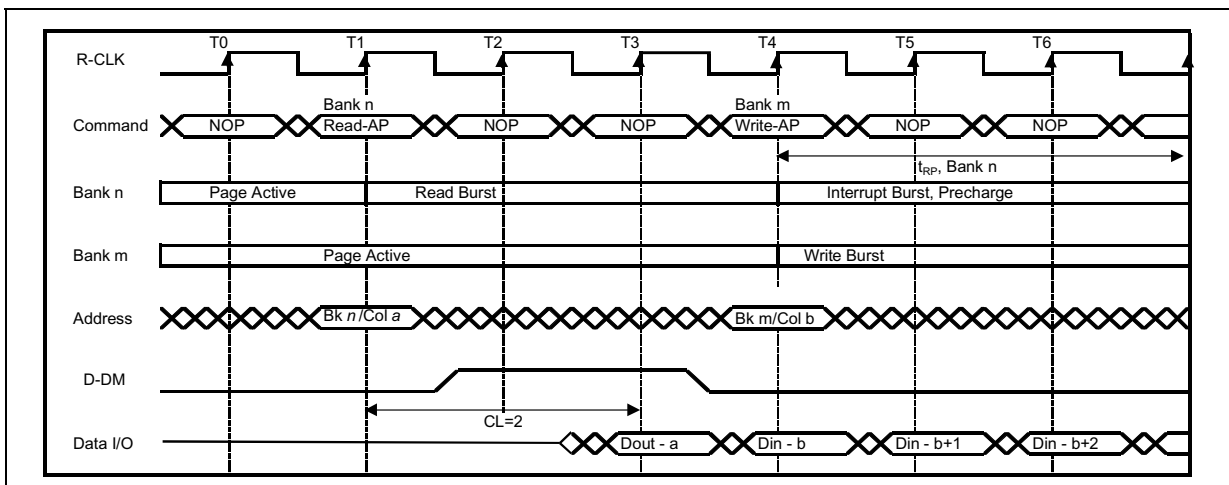 T0 T1 T2 T3 T4 T5 T6
R-CLK
Bank n Bank m
Command NOP Read-AP NOP NOP Write-AP NOP NOP
tRP, Bank n
Bank n Page Active Read Burst Interrupt Burst, Precharge
Bank m Page Active Write Burst
Address Bk n/Col a Bk m/Col b
D-DM
CL=2
Data I/O Dout - a Din - b Din - b+1 Din - b+2